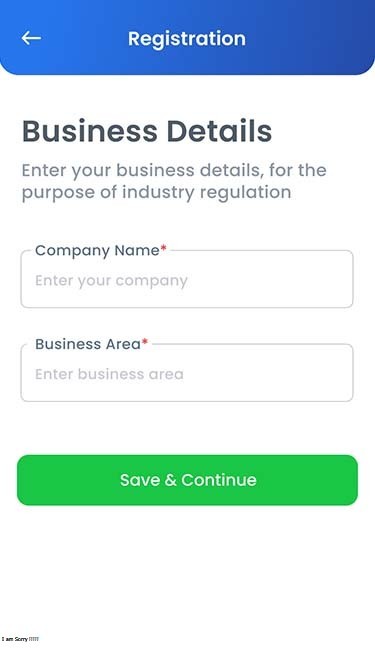 Registration
Business Details
Enter your business details, for the
purpose of industry regulation
Company Name*
Enter your company
Business Area*
Enter business area
Save & Continue
I am Sorry !!!!!